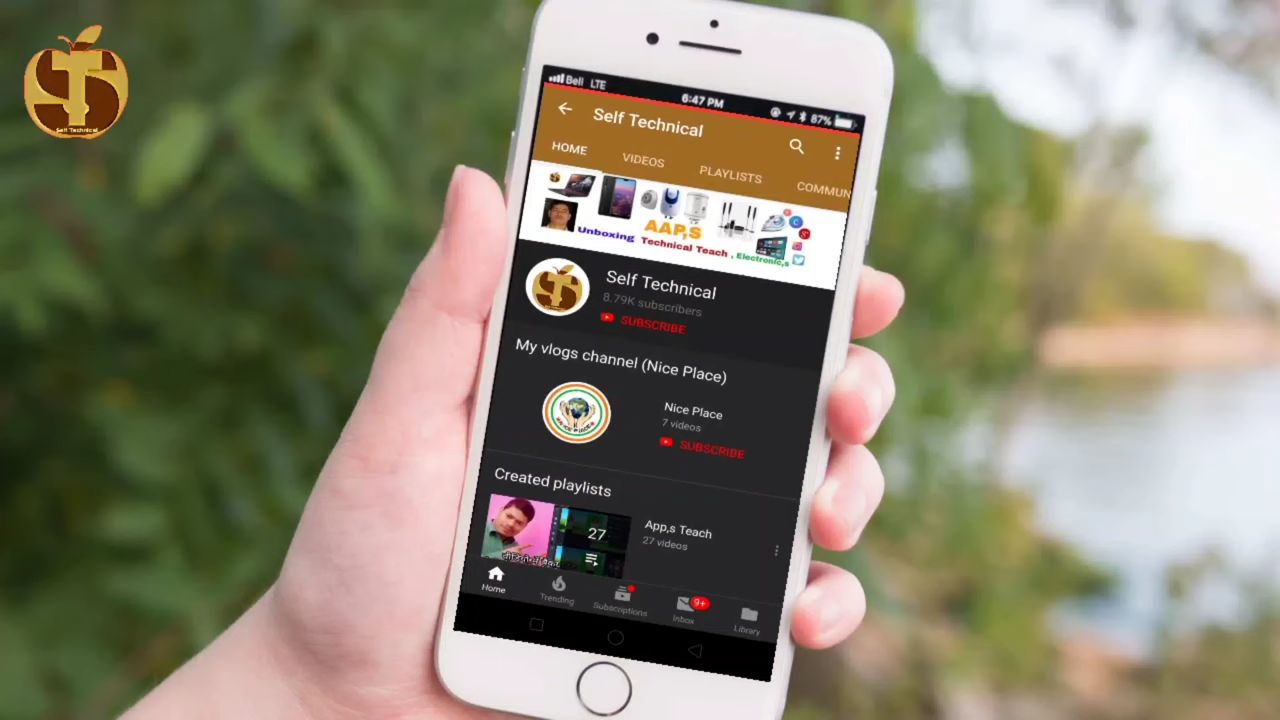 Self Technical
Bell LTE
6:47 PM
87%
Self Technical
HOME
VIDEOS
PLAYLISTS
COMMUN
AAP,S
Unboxing
Technical Teach , Electronic,s
Self Technical
8.79K subscribers
SUBSCRIBE
My vlogs channel (Nice Place)
Nice Place
7 videos
SUBSCRIBE
Created playlists
27
App,s Teach
27 videos
Home
Trending
Subscriptions
9+
Inbox
Library